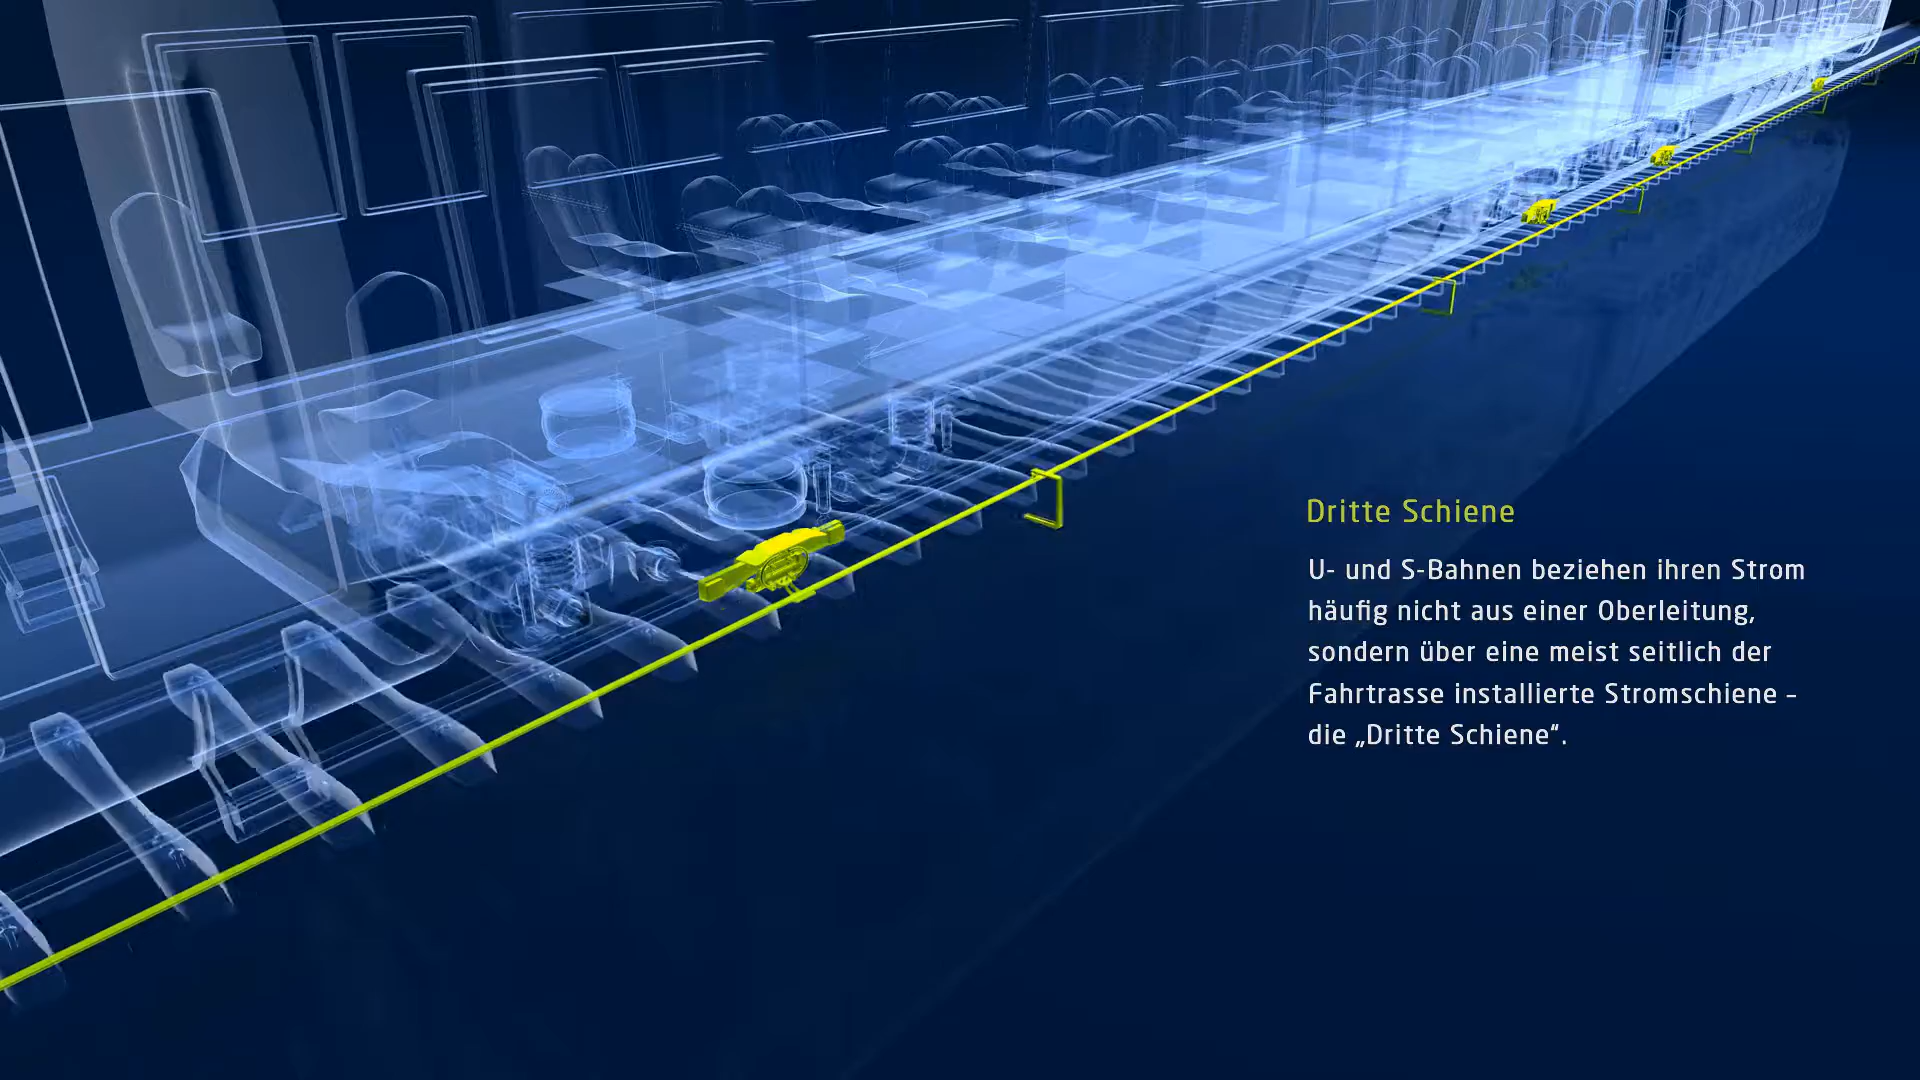 Dritte Schiene
U- und S-Bahnen beziehen ihren Strom
häufig nicht aus einer Oberleitung,
sondern über eine meist seitlich der
Fahrtrasse installierte Stromschiene –
die „Dritte Schiene“.